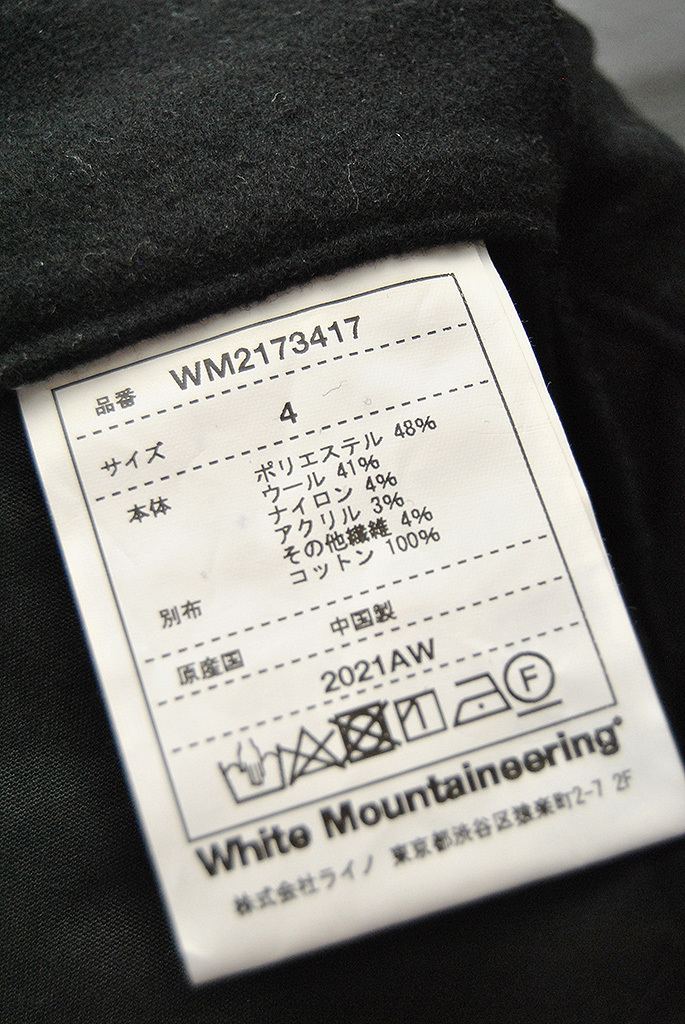 品番 WM2173417
サイズ 4
本体 ポリエステル 48%
ウール 41%
ナイロン 4%
アクリル 3%
その他繊維 4%
別布 コットン 100%
原産国 中国製
2021AW
F
White Mountaineering
株式会社ライノ 東京都渋谷区猿楽町2-7 2F